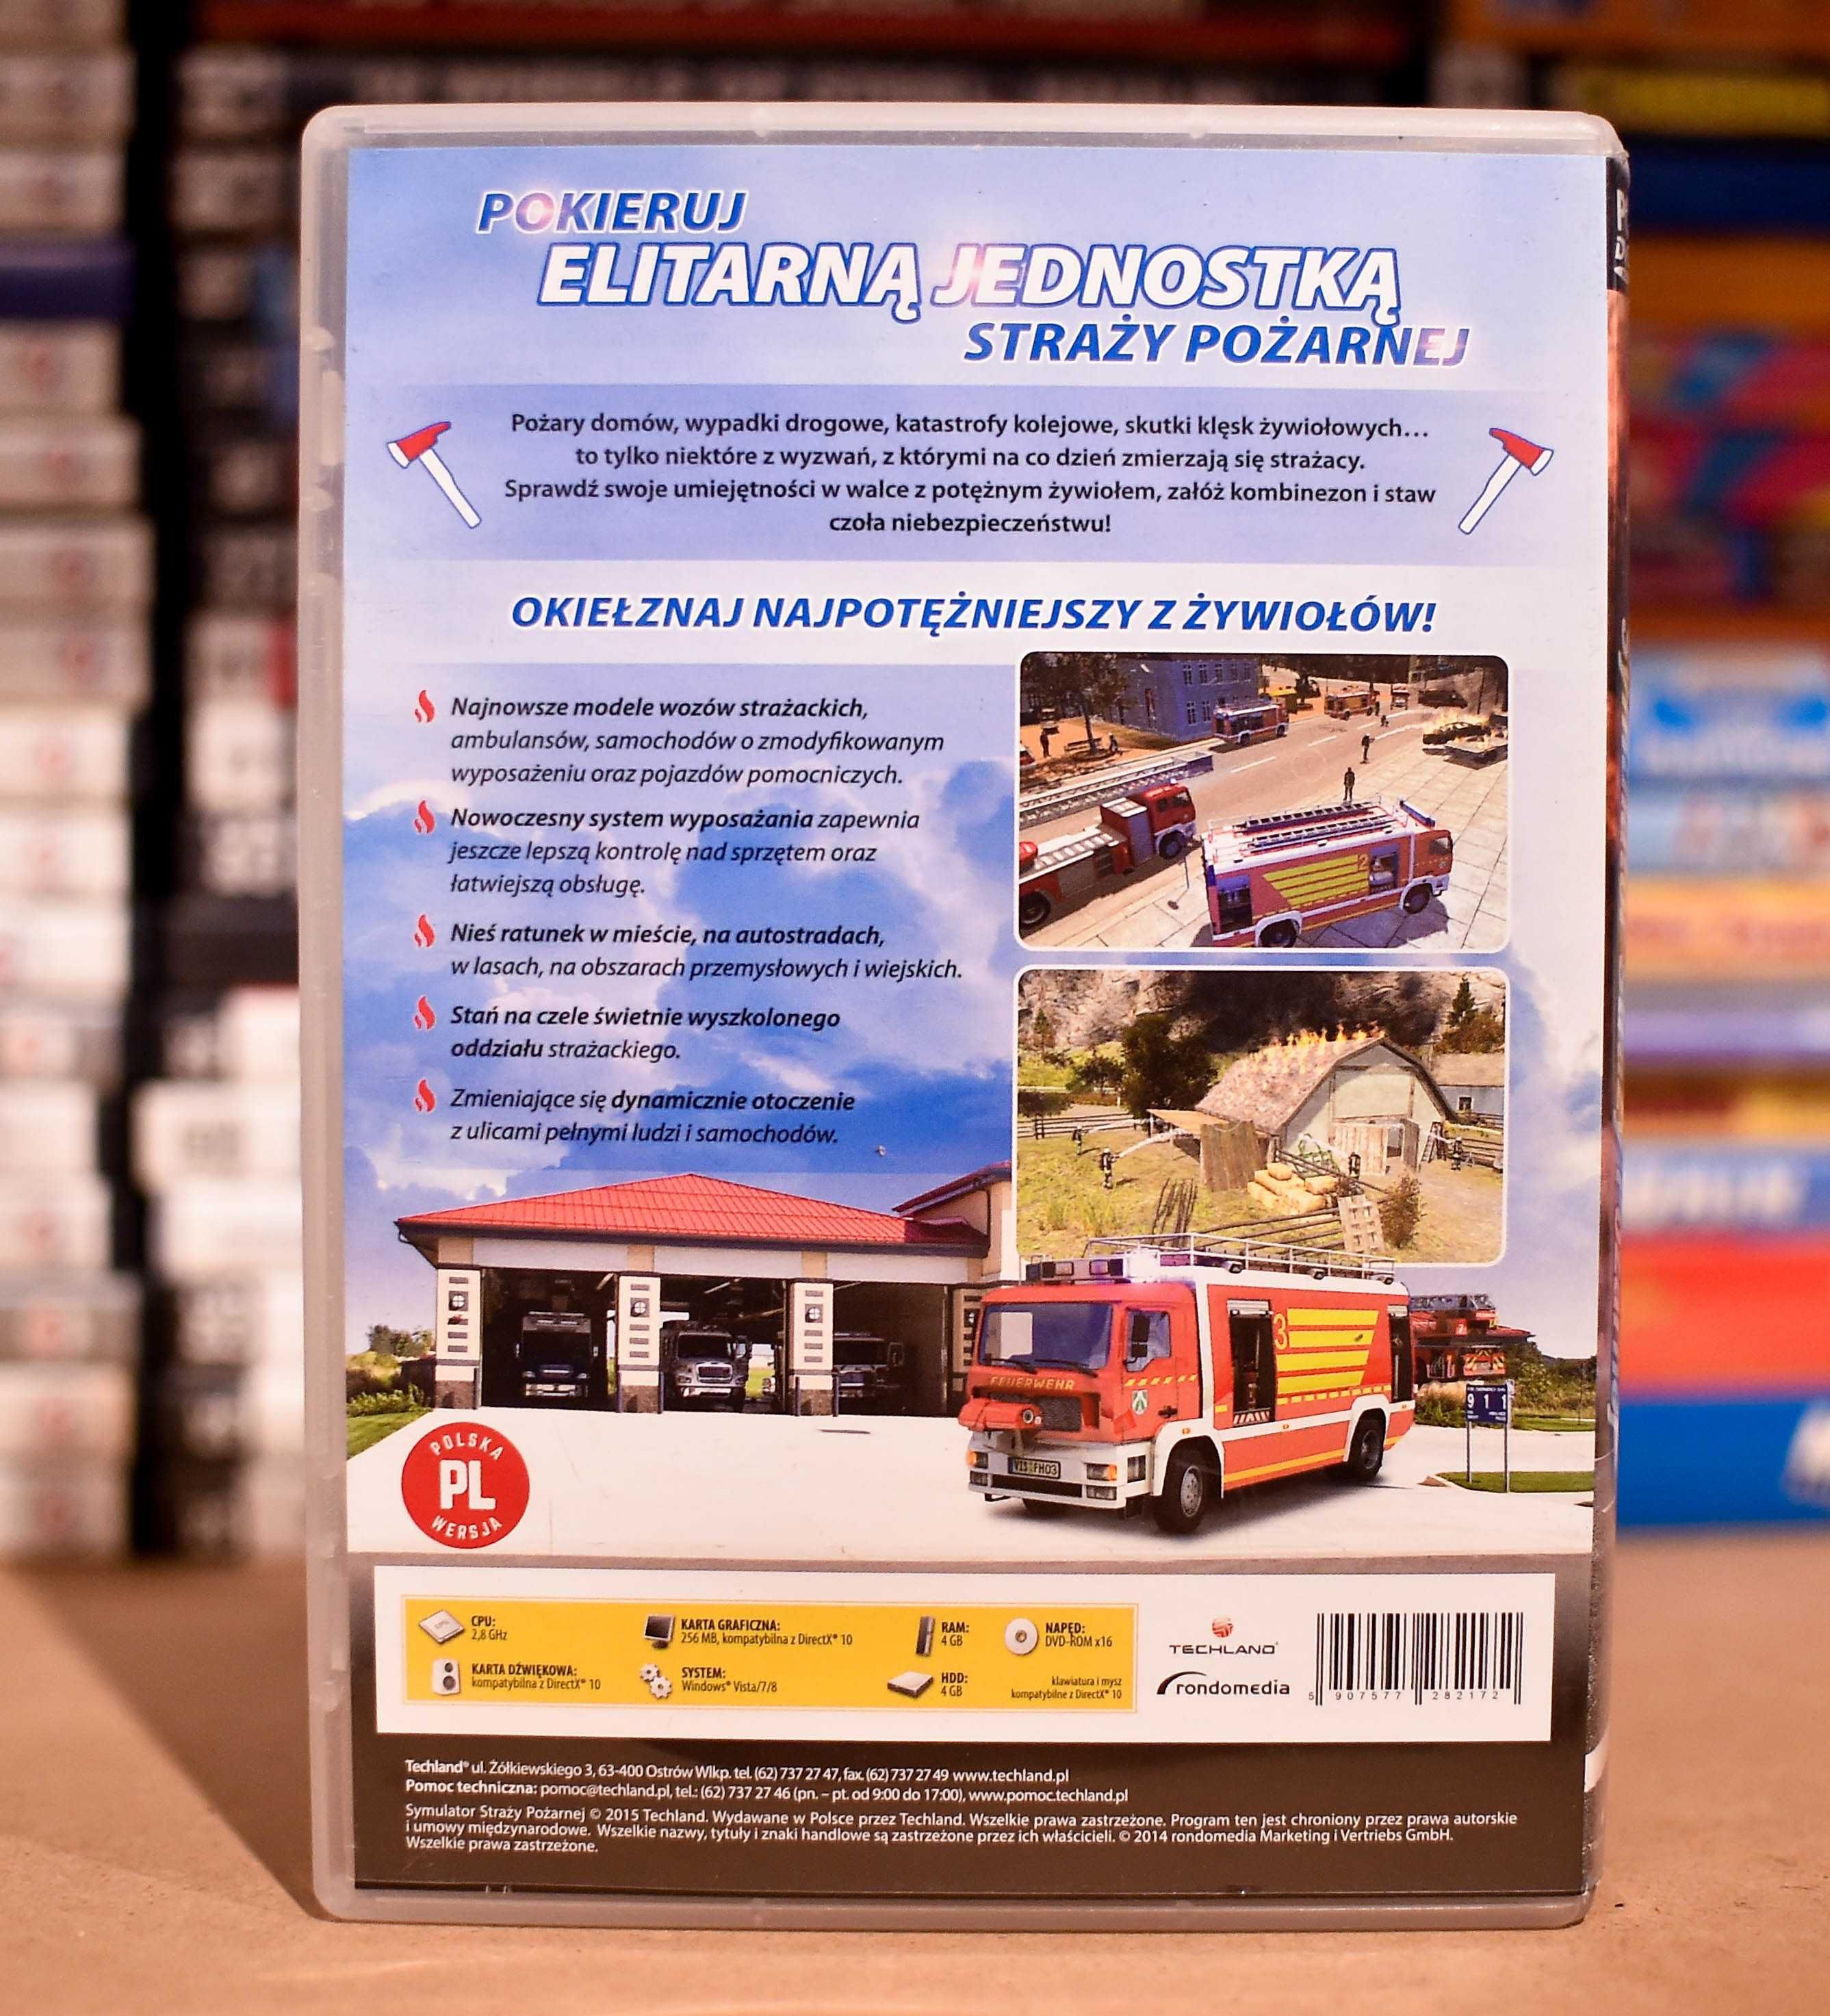 POKIERUJ
ELITARNĄ JEDNOSTKĄ
STRAŻY POŻARNEJ
Pożary domów, wypadki drogowe, katastrofy kolejowe, skutki klęsk żywiołowych...
to tylko niektóre z wyzwań, z którymi na co dzień zmierzają się strażacy.
Sprawdź swoje umiejętności w walce z potężnym żywiołem, załóż kombinezon i staw
czoła niebezpieczeństwu!
OKIEŁZNAJ NAJPOTĘŻNIEJSZY Z ŻYWIOŁÓW!
Najnowsze modele wozów strażackich,
ambulansów, samochodów o zmodyfikowanym
wyposażeniu oraz pojazdów pomocniczych.
Nowoczesny system wyposażania zapewnia
jeszcze lepszą kontrolę nad sprzętem oraz
łatwiejszą obsługę.
Nieś ratunek w mieście, na autostradach,
w lasach, na obszarach przemysłowych i wiejskich.
Stań na czele świetnie wyszkolonego
oddziału strażackiego.
Zmieniające się dynamicznie otoczenie
z ulicami pełnymi ludzi i samochodów.
2
3
FEUERWEHR
VIS FH03
9 1 1
POLSKA
PL
WERSJA
CPU:
2,8 GHz
KARTA GRAFICZNA:
256 MB, kompatybilna z DirectX® 10
RAM:
4 GB
NAPĘD:
DVD-ROM x16
KARTA DŹWIĘKOWA:
kompatybilna z DirectX® 10
SYSTEM:
Windows® Vista/7/8
HDD:
4 GB
klawiatura i mysz
kompatybilne z DirectX® 10
TECHLAND®
rondomedia
5 907577 282172
Techland® ul. Żółkiewskiego 3, 63-400 Ostrów Wlkp. tel. (62) 737 27 47, fax. (62) 737 27 49 www.techland.pl
Pomoc techniczna: pomoc@techland.pl, tel.: (62) 737 27 46 (pn. – pt. od 9:00 do 17:00), www.pomoc.techland.pl
Symulator Straży Pożarnej © 2015 Techland. Wydawane w Polsce przez Techland. Wszelkie prawa zastrzeżone. Program ten jest chroniony przez prawa autorskie
i umowy międzynarodowe. Wszelkie nazwy, tytuły i znaki handlowe są zastrzeżone przez ich właścicieli. © 2014 rondomedia Marketing i Vertriebs GmbH.
Wszelkie prawa zastrzeżone.